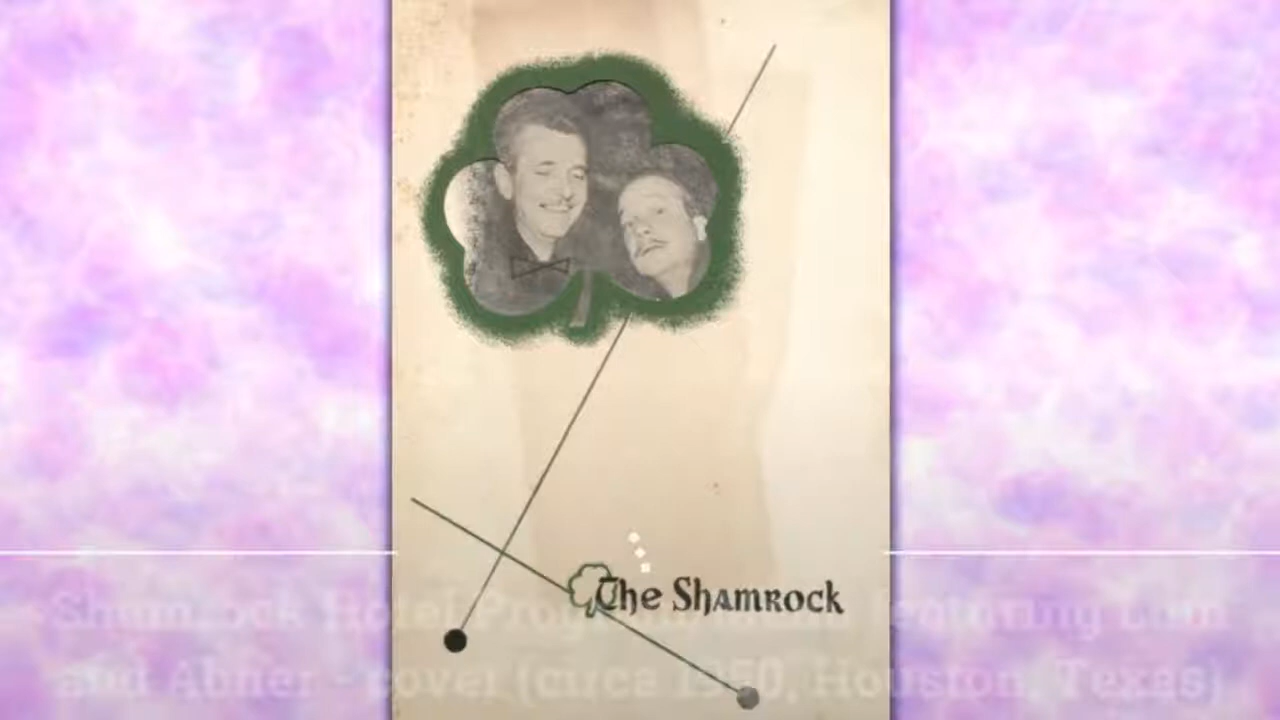 The Shamrock
Shamrock Hotel Program featuring Lum
and Abner - cover (circa 1950, Houston, Texas)